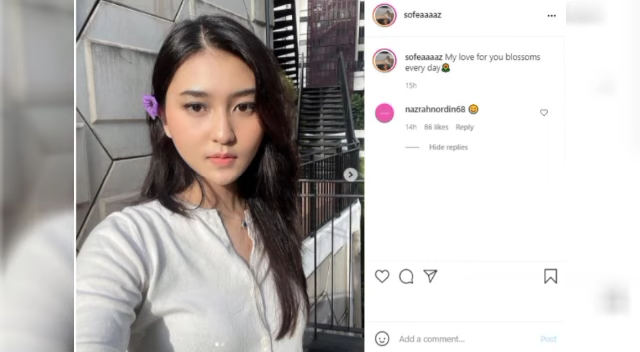 sofeaaaaz
sofeaaaaz My love for you blossoms
every day
15h
nazrahnordin68
14h 86 likes Reply
Hide replies
Add a comment... Post